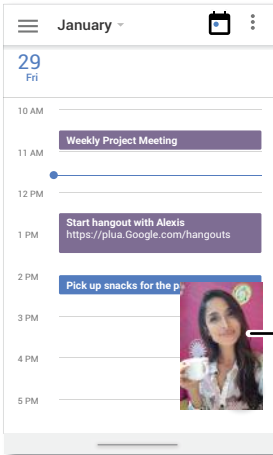 January
29
Fri
10 AM
Weekly Project Meeting
11 AM
12 PM
Start hangout with Alexis
https://plua.Google.com/hangouts
1 PM
2 PM
Pick up snacks for the p
3 PM
4 PM
5 PM